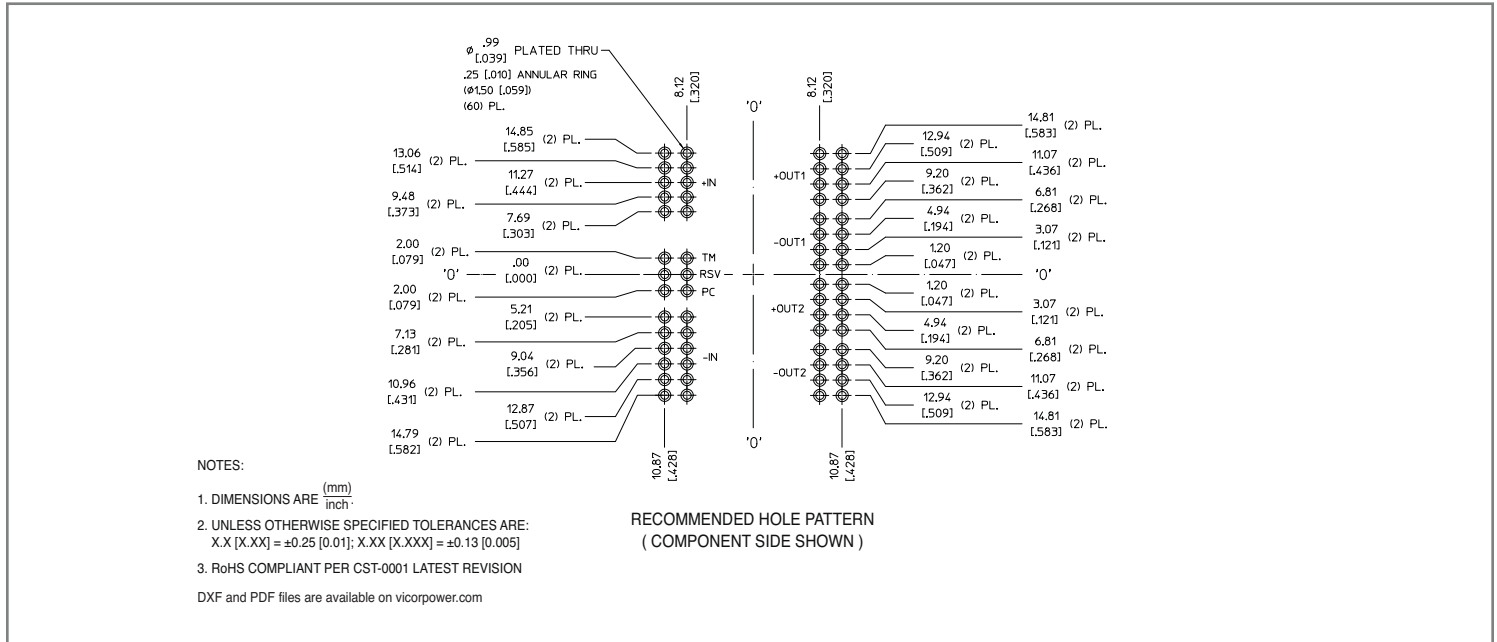 ø .99 [.039] PLATED THRU
.25 [.010] ANNULAR RING
(ø1.50 [.059])
(60) PL.
8.12 [.320]
'0'
8.12 [.320]
14.85 [.585] (2) PL.
13.06 [.514] (2) PL.
11.27 [.444] (2) PL.
+IN
9.48 [.373] (2) PL.
7.69 [.303] (2) PL.
2.00 [.079] (2) PL.
TM
'0'
.00 [.000] (2) PL.
RSV
2.00 [.079] (2) PL.
PC
5.21 [.205] (2) PL.
7.13 [.281] (2) PL.
9.04 [.356] (2) PL.
-IN
10.96 [.431] (2) PL.
12.87 [.507] (2) PL.
14.79 [.582] (2) PL.
10.87 [.428]
14.81 [.583] (2) PL.
12.94 [.509] (2) PL.
+OUT1
11.07 [.436] (2) PL.
9.20 [.362] (2) PL.
6.81 [.268] (2) PL.
4.94 [.194] (2) PL.
-OUT1
3.07 [.121] (2) PL.
1.20 [.047] (2) PL.
'0'
1.20 [.047] (2) PL.
+OUT2
3.07 [.121] (2) PL.
4.94 [.194] (2) PL.
6.81 [.268] (2) PL.
9.20 [.362] (2) PL.
-OUT2
11.07 [.436] (2) PL.
12.94 [.509] (2) PL.
14.81 [.583] (2) PL.
'0'
10.87 [.428]
NOTES:
1. DIMENSIONS ARE (mm) inch.
2. UNLESS OTHERWISE SPECIFIED TOLERANCES ARE:
X.X [X.XX] = ±0.25 [0.01]; X.XX [X.XXX] = ±0.13 [0.005]
3. RoHS COMPLIANT PER CST-0001 LATEST REVISION
DXF and PDF files are available on vicorpower.com
RECOMMENDED HOLE PATTERN
( COMPONENT SIDE SHOWN )